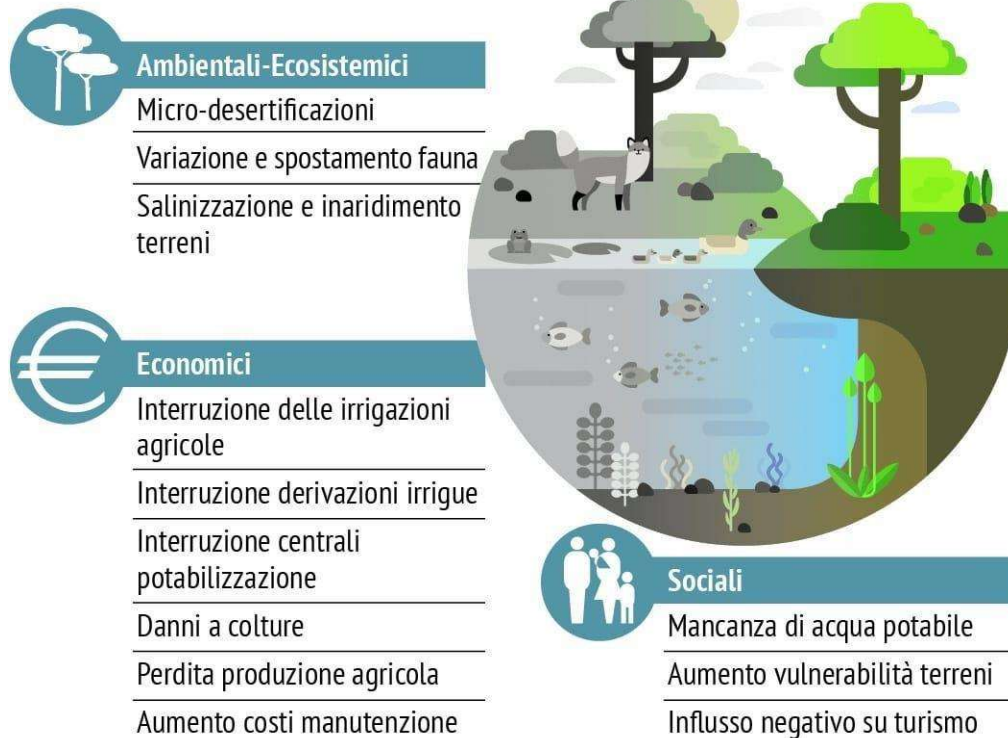 Ambientali-Ecosistemici
Micro-desertificazioni
Variazione e spostamento fauna
Salinizzazione e inaridimento
terreni
Economici
Interruzione delle irrigazioni
agricole
Interruzione derivazioni irrigue
Interruzione centrali
potabilizzazione
Danni a colture
Perdita produzione agricola
Aumento costi manutenzione
Sociali
Mancanza di acqua potabile
Aumento vulnerabilità terreni
Influsso negativo su turismo